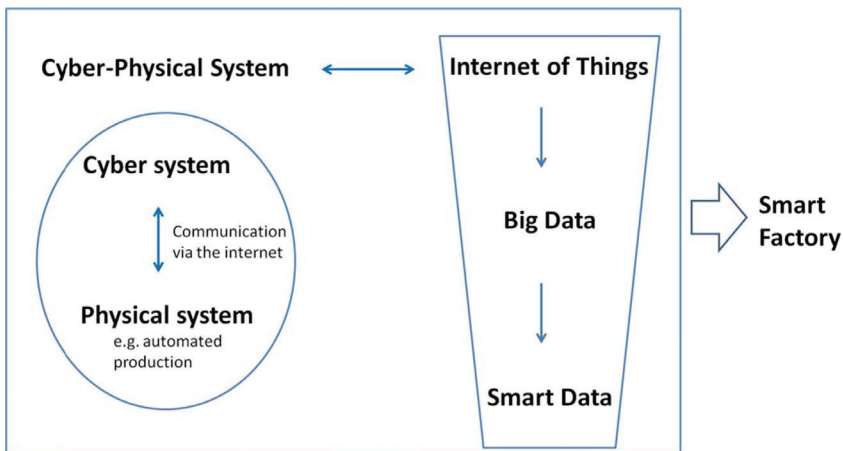 Cyber-Physical System
Internet of Things
Cyber system
Communication
via the internet
Physical system
e.g. automated
production
Big Data
Smart Data
Smart
Factory